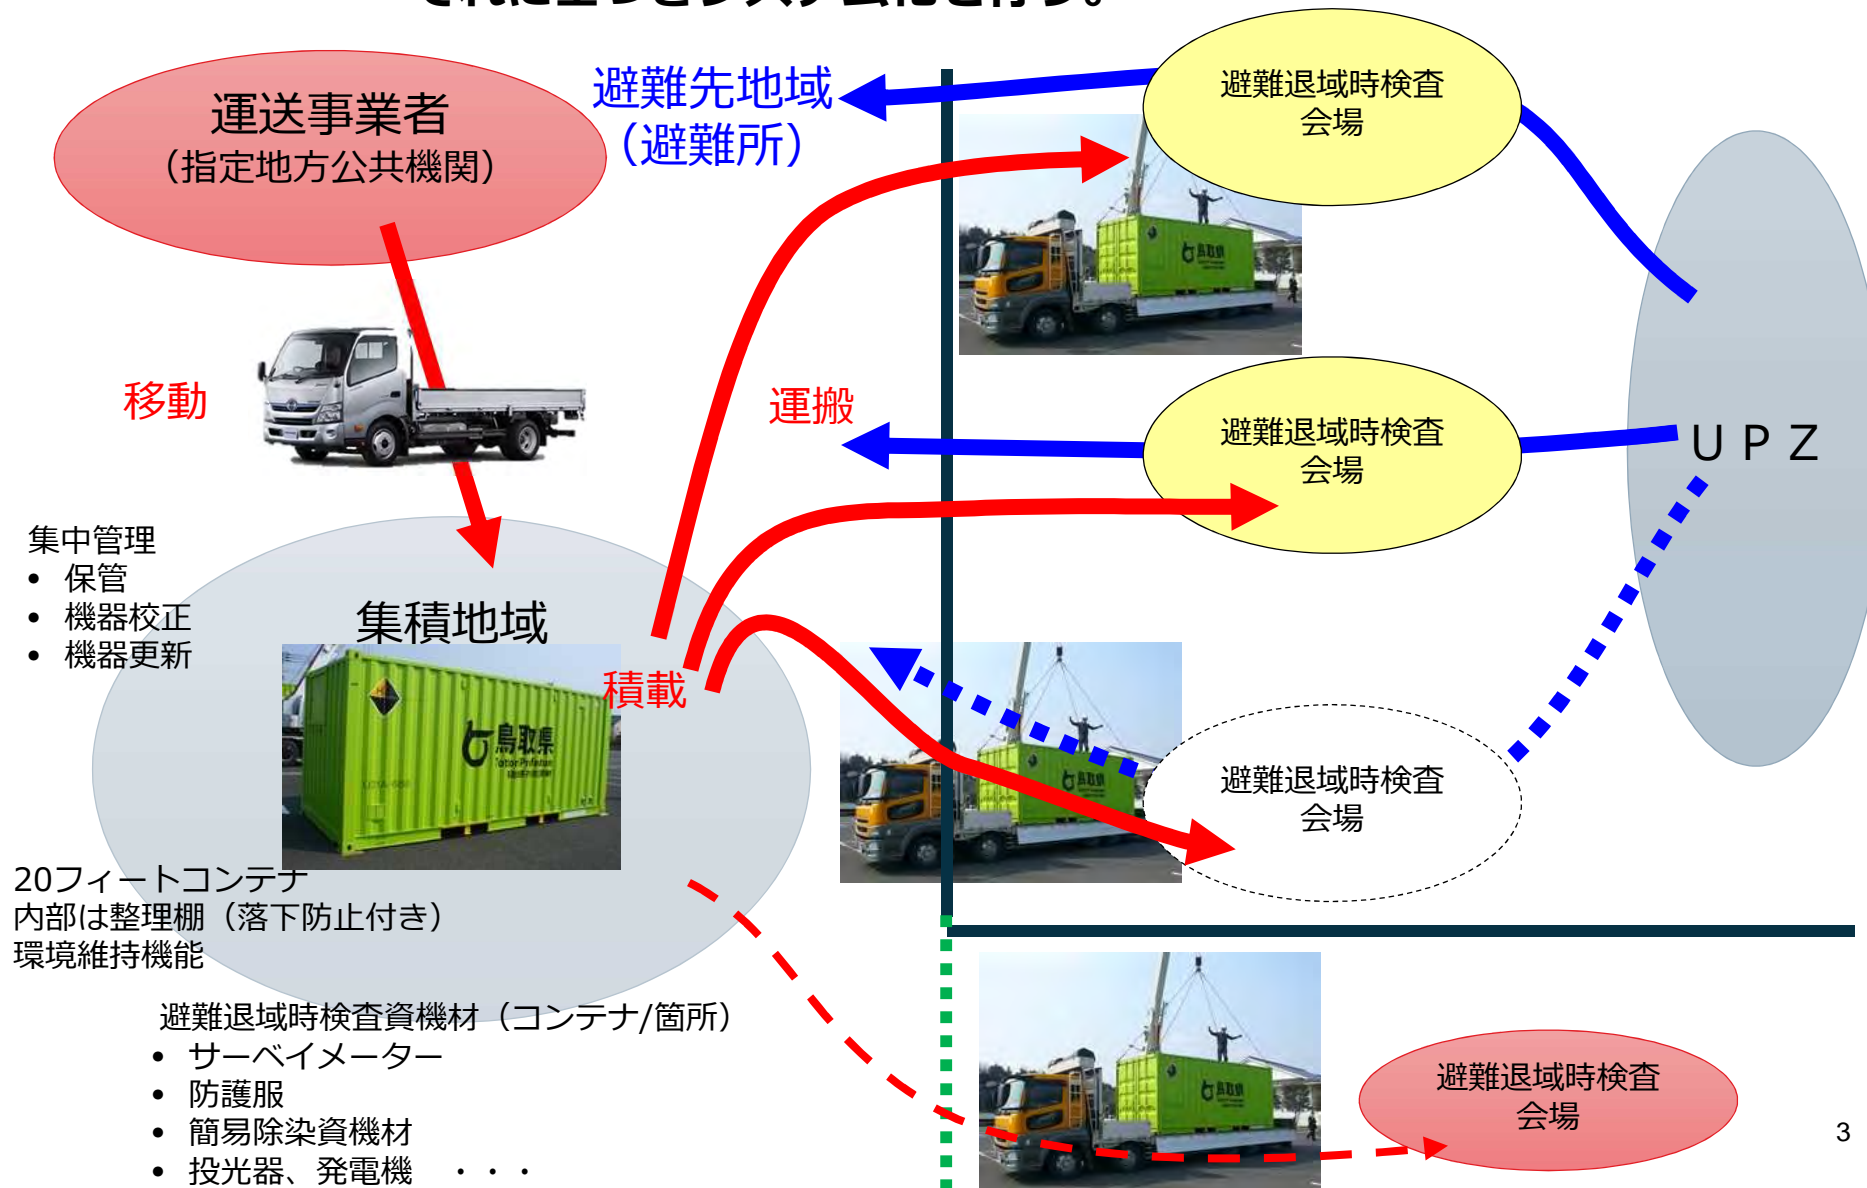 運送事業者
（指定地方公共機関）
避難先地域
（避難所）
避難退域時検査
会場
移動
運搬
避難退域時検査
会場
ＵＰＺ
集中管理
• 保管
• 機器校正
• 機器更新
集積地域
積載
鳥取県
避難退域時検査
会場
20フィートコンテナ
内部は整理棚（落下防止付き）
環境維持機能
避難退域時検査資機材（コンテナ/箇所）
• サーベイメーター
• 防護服
• 簡易除染資機材
• 投光器、発電機　・・・
鳥取県
避難退域時検査
会場
3